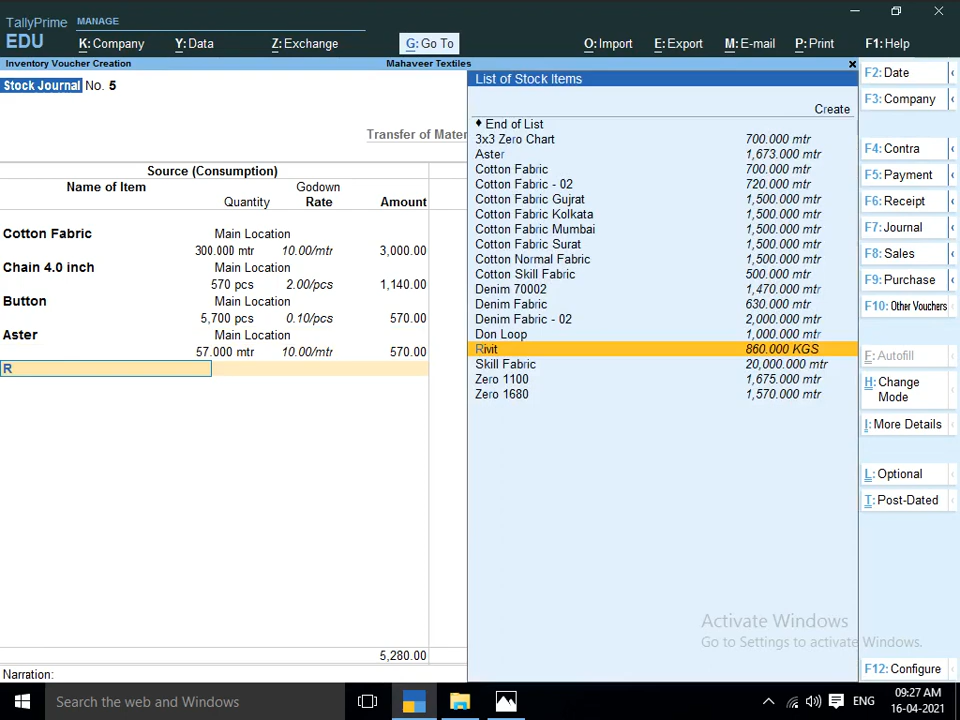 TallyPrime
MANAGE
EDU
K: Company
Y: Data
Z: Exchange
G: Go To
O: Import
E: Export
M: E-mail
P: Print
F1: Help
Inventory Voucher Creation
Mahaveer Textiles
Stock Journal No. 5
Transfer of Mater
Source (Consumption)
Name of Item
Godown
Quantity
Rate
Amount
Cotton Fabric
Main Location
300.000 mtr
10.00/mtr
3,000.00
Chain 4.0 inch
Main Location
570 pcs
2.00/pcs
1,140.00
Button
Main Location
5,700 pcs
0.10/pcs
570.00
Aster
Main Location
57.000 mtr
10.00/mtr
570.00
R
5,280.00
Narration:
List of Stock Items
Create
♦ End of List
3x3 Zero Chart 700.000 mtr
Aster 1,673.000 mtr
Cotton Fabric 700.000 mtr
Cotton Fabric - 02 720.000 mtr
Cotton Fabric Gujrat 1,500.000 mtr
Cotton Fabric Kolkata 1,500.000 mtr
Cotton Fabric Mumbai 1,500.000 mtr
Cotton Fabric Surat 1,500.000 mtr
Cotton Normal Fabric 1,500.000 mtr
Cotton Skill Fabric 500.000 mtr
Denim 70002 1,470.000 mtr
Denim Fabric 630.000 mtr
Denim Fabric - 02 2,000.000 mtr
Don Loop 1,000.000 mtr
Rivit 860.000 KGS
Skill Fabric 20,000.000 mtr
Zero 1100 1,675.000 mtr
Zero 1680 1,570.000 mtr
F2: Date
F3: Company
F4: Contra
F5: Payment
F6: Receipt
F7: Journal
F8: Sales
F9: Purchase
F10: Other Vouchers
F: Autofill
H: Change
Mode
I: More Details
L: Optional
T: Post-Dated
F12: Configure
Activate Windows
Go to Settings to activate Windows.
Search the web and Windows
ENG
09:27 AM
16-04-2021